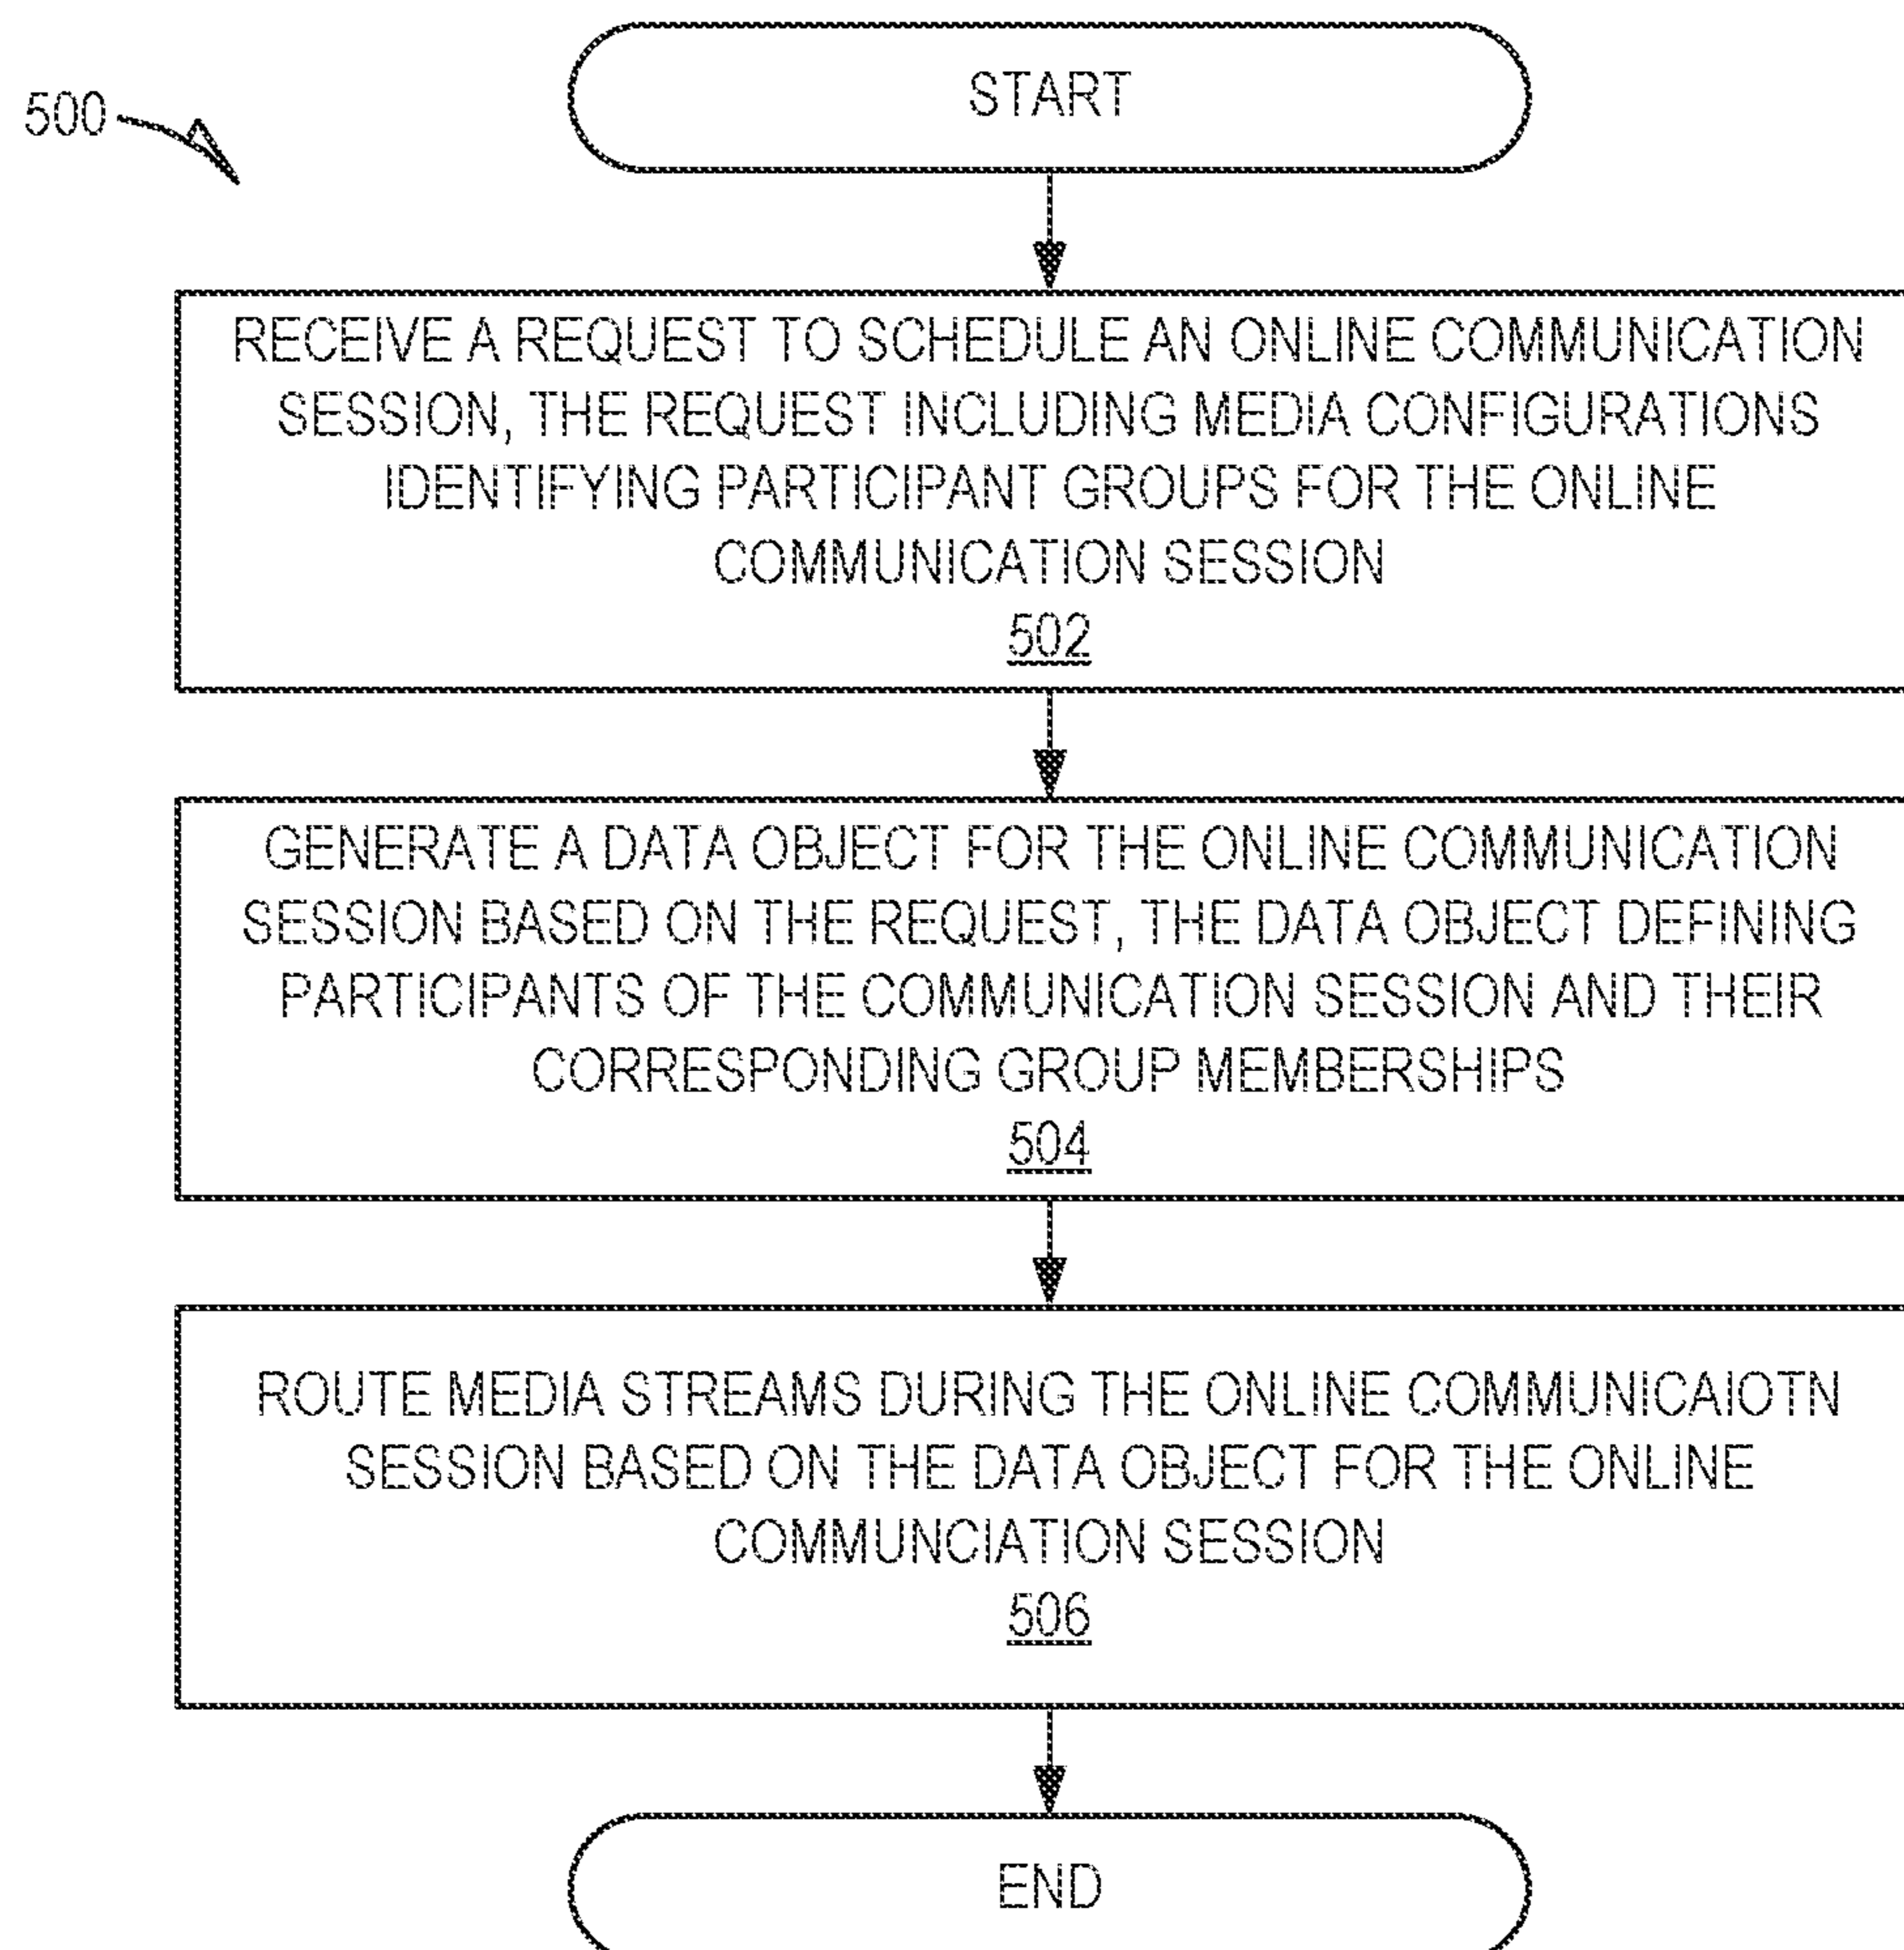 500
START
RECEIVE A REQUEST TO SCHEDULE AN ONLINE COMMUNICATION
SESSION, THE REQUEST INCLUDING MEDIA CONFIGURATIONS
IDENTIFYING PARTICIPANT GROUPS FOR THE ONLINE
COMMUNICATION SESSION
502
GENERATE A DATA OBJECT FOR THE ONLINE COMMUNICATION
SESSION BASED ON THE REQUEST, THE DATA OBJECT DEFINING
PARTICIPANTS OF THE COMMUNICATION SESSION AND THEIR
CORRESPONDING GROUP MEMBERSHIPS
504
ROUTE MEDIA STREAMS DURING THE ONLINE COMMUNICAIOTN
SESSION BASED ON THE DATA OBJECT FOR THE ONLINE
COMMUNCIATION SESSION
506
END